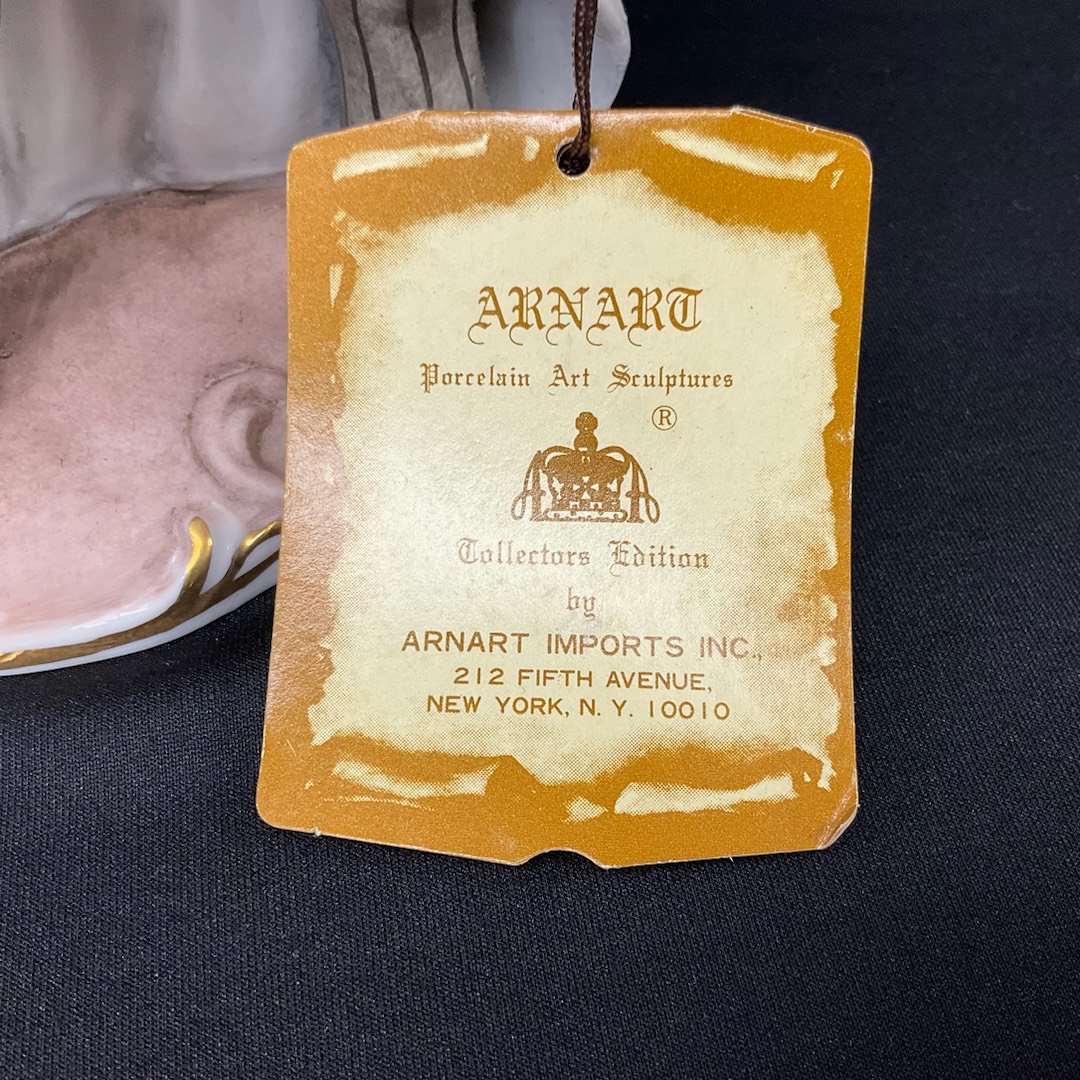 ARNART
Porcelain Art Sculptures
®
Collectors Edition
by
ARNART IMPORTS INC.,
212 FIFTH AVENUE,
NEW YORK, N. Y. 10010